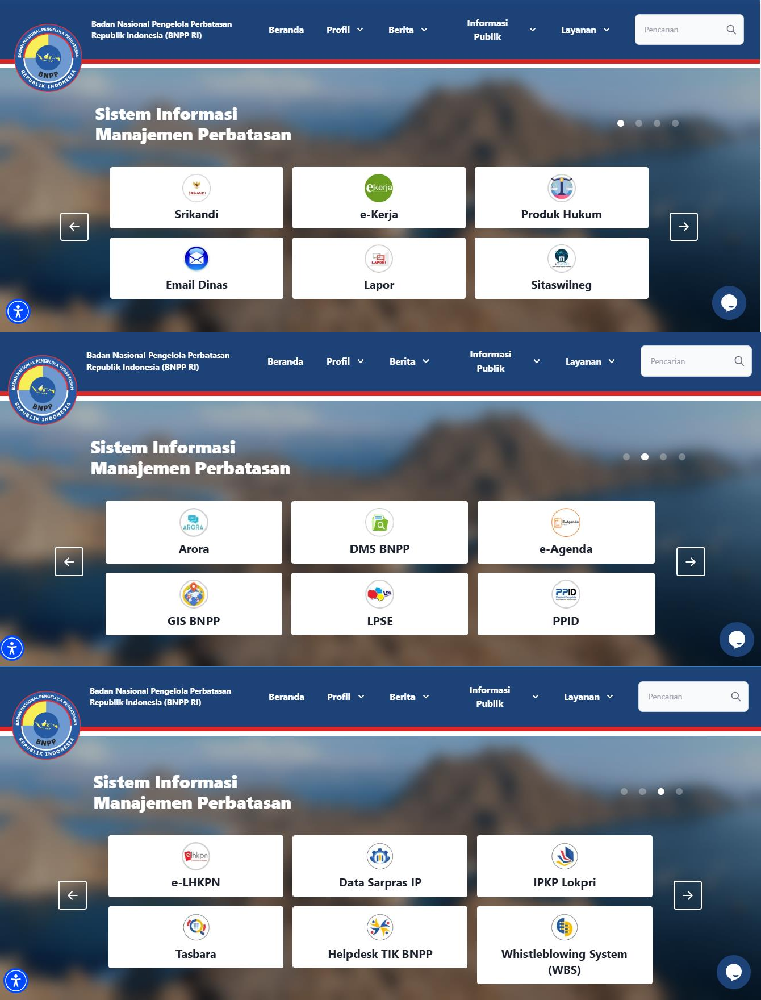 Badan Nasional Pengelola Perbatasan
Republik Indonesia (BNPP RI)
Beranda
Profil
Berita
Informasi
Publik
Layanan
Pencarian
BADAN NASIONAL PENGELOLA PERBATASAN
BNPP
REPUBLIK INDONESIA
Sistem Informasi
Manajemen Perbatasan
SRIKANDI
Srikandi
ekerja
e-Kerja
Produk Hukum
Email Dinas
LAPOR!
Lapor
Sitaswilneg
Badan Nasional Pengelola Perbatasan
Republik Indonesia (BNPP RI)
Beranda
Profil
Berita
Informasi
Publik
Layanan
Pencarian
BADAN NASIONAL PENGELOLA PERBATASAN
BNPP
REPUBLIK INDONESIA
Sistem Informasi
Manajemen Perbatasan
ARORA
Arora
DMS BNPP
E-Agenda
e-Agenda
GIS BNPP
LPSE
LPSE
PPID
PPID
Badan Nasional Pengelola Perbatasan
Republik Indonesia (BNPP RI)
Beranda
Profil
Berita
Informasi
Publik
Layanan
Pencarian
BADAN NASIONAL PENGELOLA PERBATASAN
BNPP
REPUBLIK INDONESIA
Sistem Informasi
Manajemen Perbatasan
elhkpn
e-LHKPN
Data Sarpras IP
IPKP Lokpri
Tasbara
Helpdesk TIK BNPP
Whistleblowing System
(WBS)